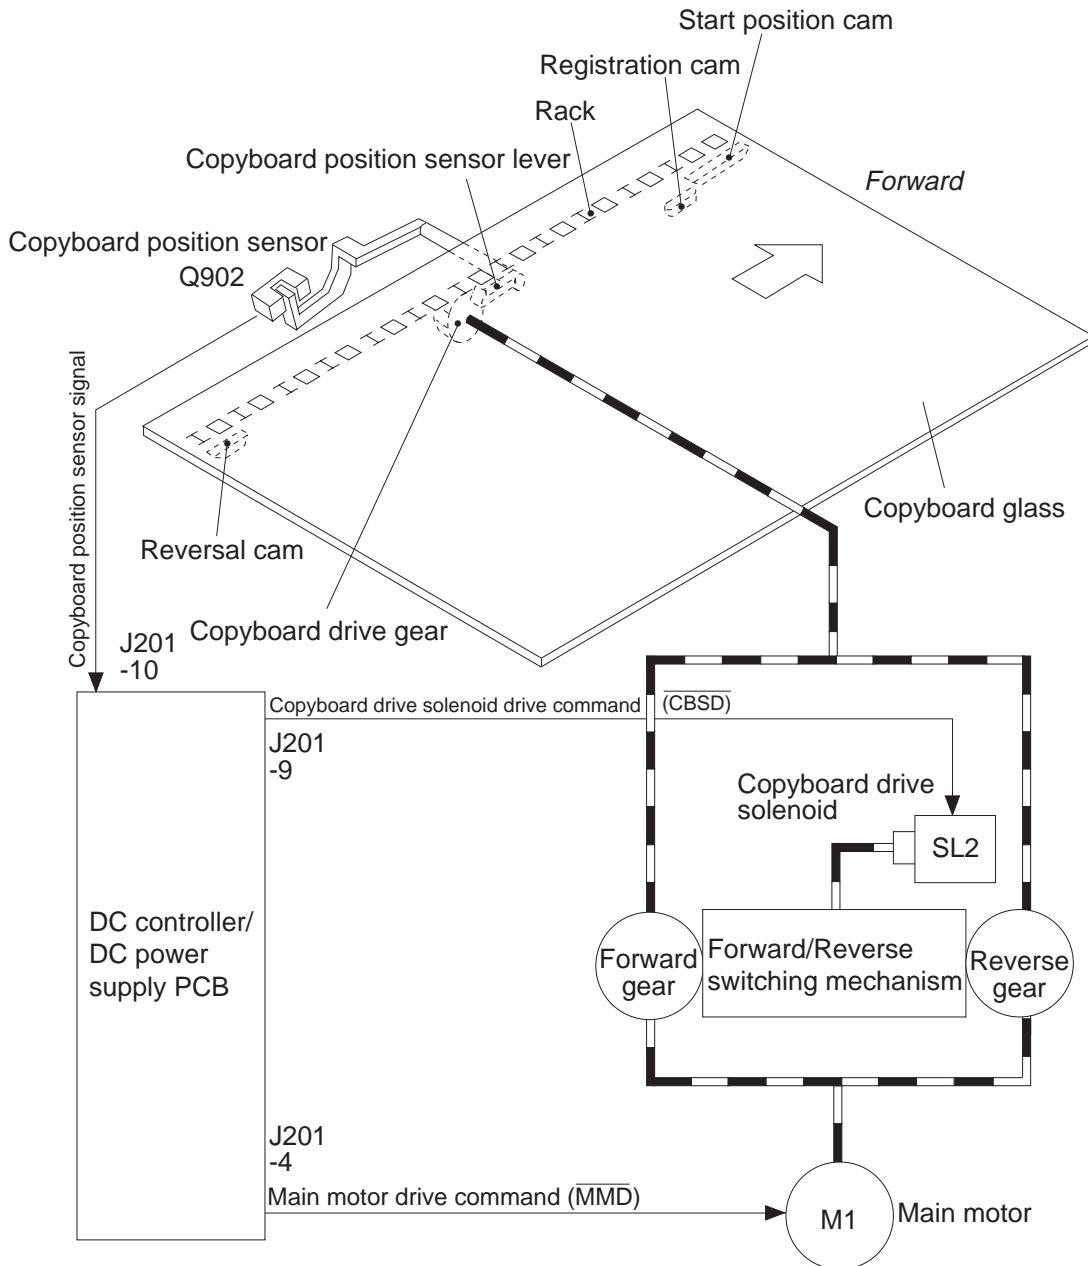 Start position cam
Registration cam
Rack
Copyboard position sensor lever
Forward
Copyboard position sensor
Q902
Copyboard position sensor signal
Copyboard glass
Reversal cam
Copyboard drive gear
J201
-10
Copyboard drive solenoid drive command (CBSD)
J201
-9
Copyboard drive
solenoid
SL2
DC controller/
DC power
supply PCB
Forward
gear
Forward/Reverse
switching mechanism
Reverse
gear
J201
-4
Main motor drive command (MMD)
M1
Main motor